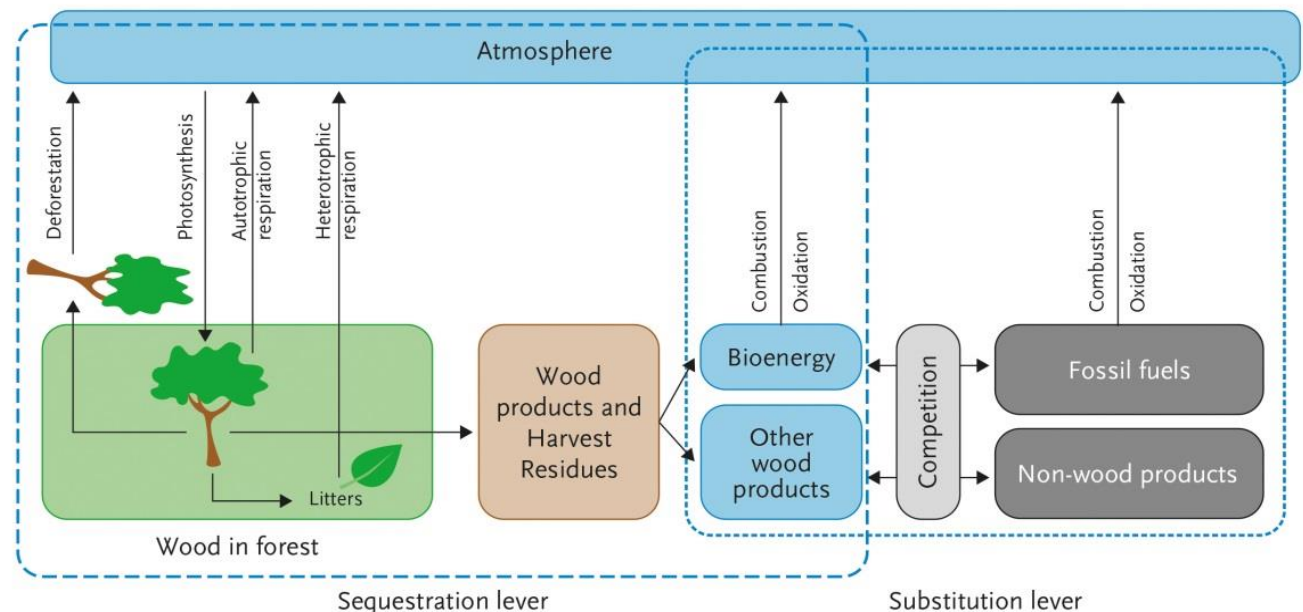 Atmosphere
Deforestation
Photosynthesis
Autotrophic
respiration
Heterotrophic
respiration
Combustion
Oxidation
Combustion
Oxidation
Wood
products and
Harvest
Residues
Bioenergy
Other
wood
products
Competition
Fossil fuels
Non-wood products
Litters
Wood in forest
Sequestration lever
Substitution lever